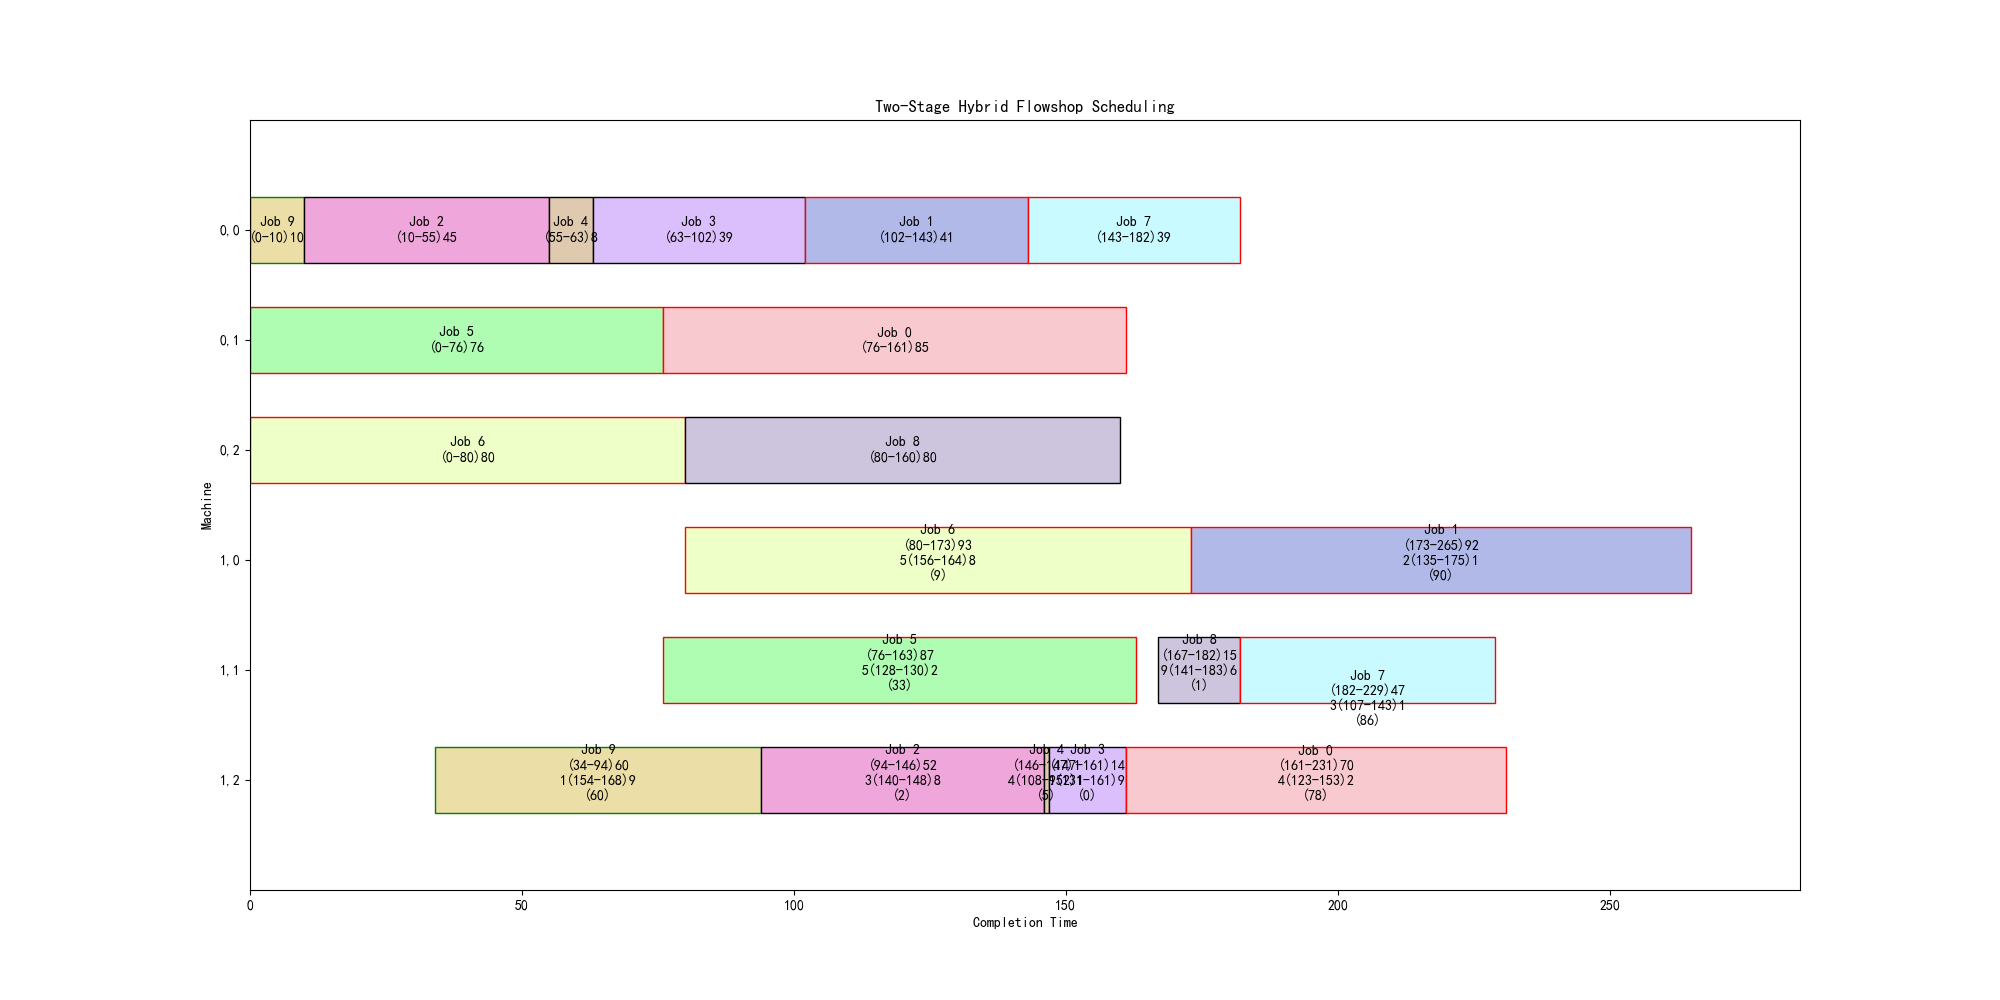 Two-Stage Hybrid Flowshop Scheduling
0,0
Job 9
(0-10)10
Job 2
(10-55)45
Job 4
(55-63)8
Job 3
(63-102)39
Job 1
(102-143)41
Job 7
(143-182)39
0,1
Job 5
(0-76)76
Job 0
(76-161)85
0,2
Job 6
(0-80)80
Job 8
(80-160)80
Machine
1,0
Job 6
(80-173)93
5(156-164)8
(9)
Job 1
(173-265)92
2(135-175)1
(90)
1,1
Job 5
(76-163)87
5(128-130)2
(33)
Job 8
(167-182)15
9(141-183)6
(1)
Job 7
(182-229)47
3(107-143)1
(86)
1,2
Job 9
(34-94)60
1(154-168)9
(60)
Job 2
(94-146)52
3(140-148)8
(2)
Job 4
(146-147)1
(5)
Job 3
(147-161)14
(0)
Job 0
(161-231)70
4(123-153)2
(78)
0 50 100 150 200 250
Completion Time